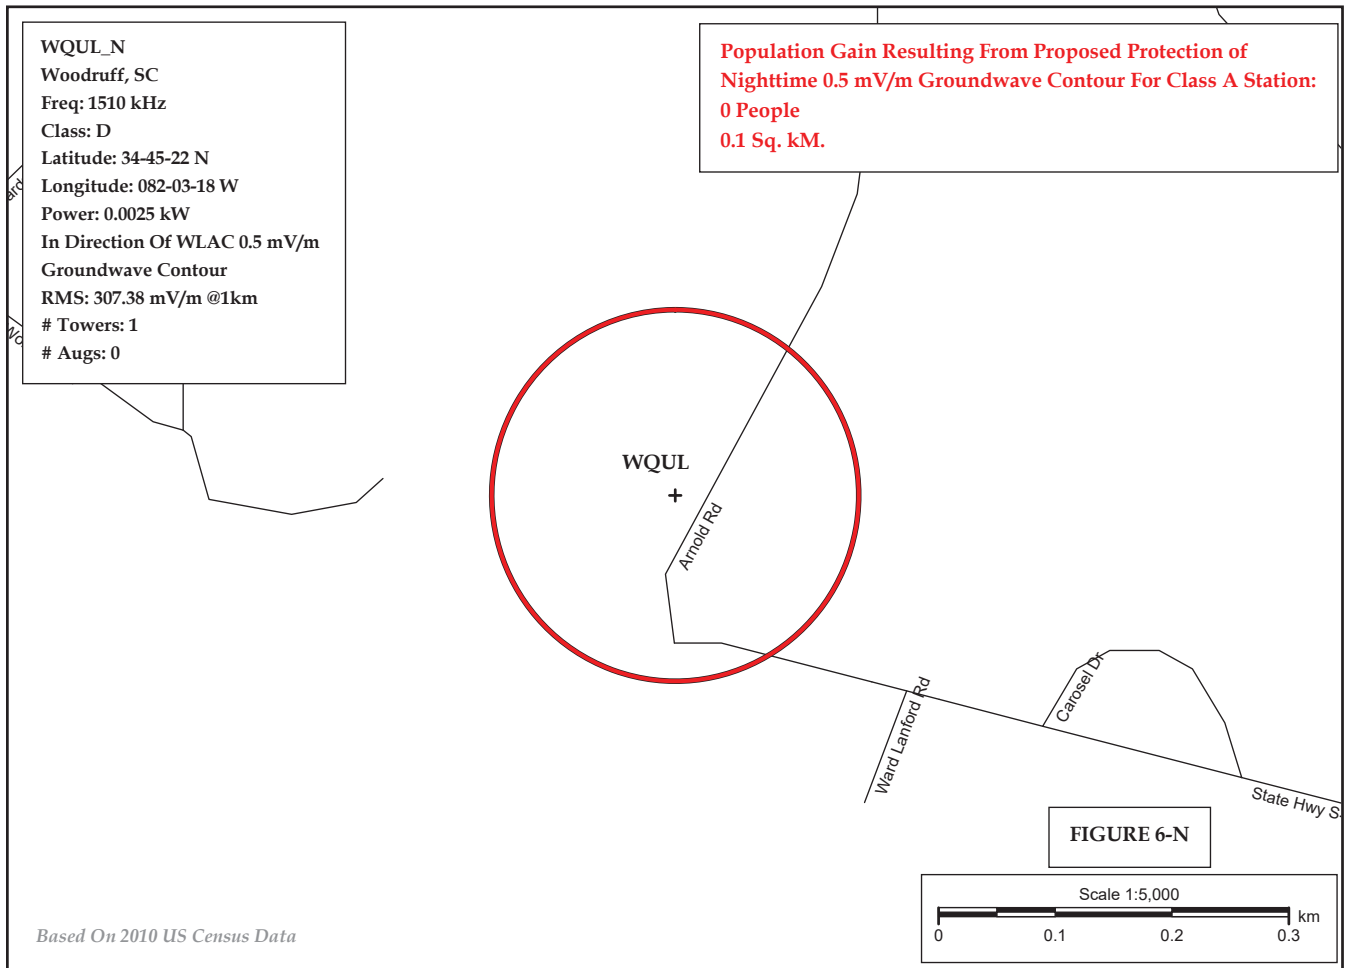 WQUL_N
Woodruff, SC
Freq: 1510 kHz
Class: D
Latitude: 34-45-22 N
Longitude: 082-03-18 W
Power: 0.0025 kW
In Direction Of WLAC 0.5 mV/m
Groundwave Contour
RMS: 307.38 mV/m @1km
# Towers: 1
# Augs: 0
Population Gain Resulting From Proposed Protection of
Nighttime 0.5 mV/m Groundwave Contour For Class A Station:
0 People
0.1 Sq. kM.
WQUL
Arnold Rd
Ward Lanford Rd
Carosel Dr
State Hwy S
FIGURE 6-N
Scale 1:5,000
km
0 0.1 0.2 0.3
Based On 2010 US Census Data